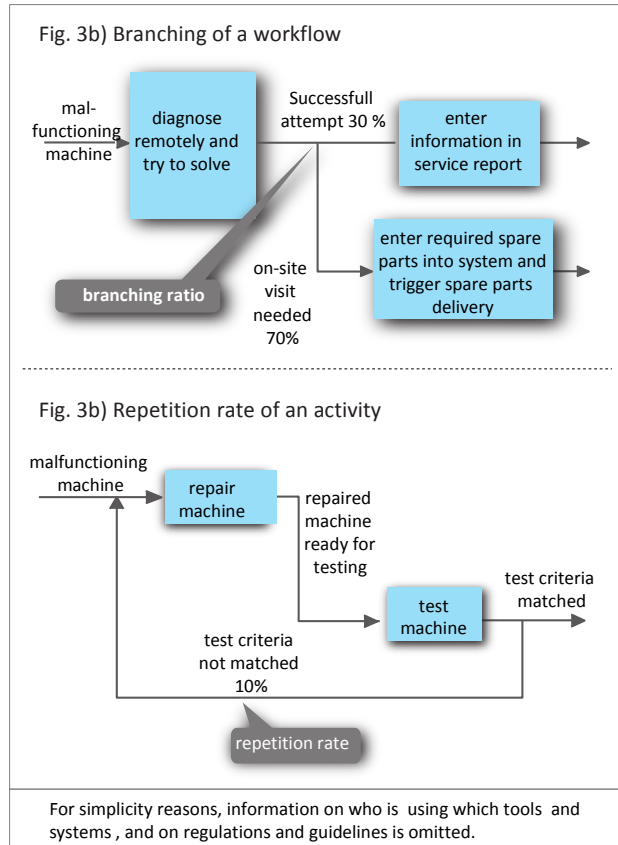 Fig. 3b) Branching of a workflow
mal-
functioning
machine
diagnose
remotely and
try to solve
Successfull
attempt 30 %
enter
information in
service report
branching ratio
on-site
visit
needed
70%
enter required spare
parts into system and
trigger spare parts
delivery
Fig. 3b) Repetition rate of an activity
malfunctioning
machine
repair
machine
repaired
machine
ready for
testing
test
machine
test criteria
matched
test criteria
not matched
10%
repetition rate
For simplicity reasons, information on who is using which tools and
systems , and on regulations and guidelines is omitted.